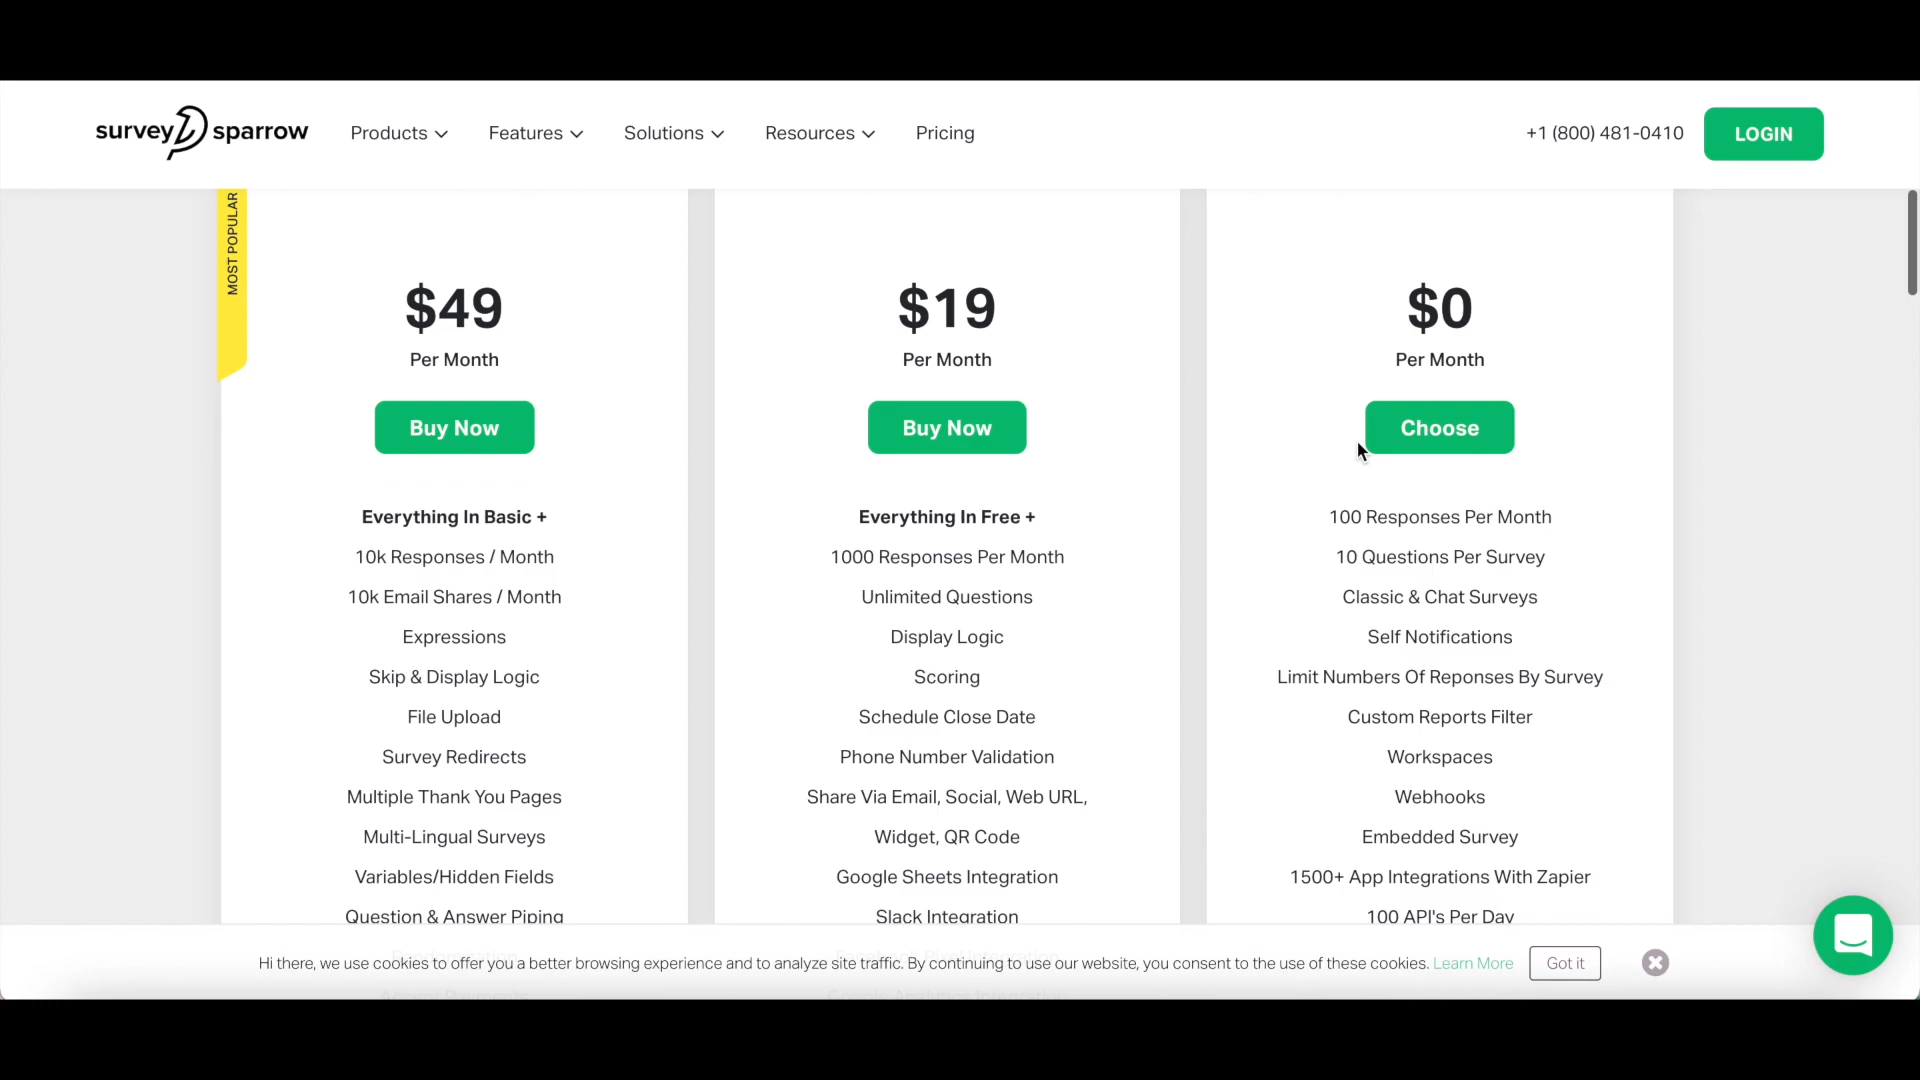 survey sparrow
Products
Features
Solutions
Resources
Pricing
+1 (800) 481-0410
LOGIN
MOST POPULAR
$49
Per Month
Buy Now
Everything In Basic +
10k Responses / Month
10k Email Shares / Month
Expressions
Skip & Display Logic
File Upload
Survey Redirects
Multiple Thank You Pages
Multi-Lingual Surveys
Variables/Hidden Fields
Question & Answer Piping
$19
Per Month
Buy Now
Everything In Free +
1000 Responses Per Month
Unlimited Questions
Display Logic
Scoring
Schedule Close Date
Phone Number Validation
Share Via Email, Social, Web URL,
Widget, QR Code
Google Sheets Integration
Slack Integration
$0
Per Month
Choose
100 Responses Per Month
10 Questions Per Survey
Classic & Chat Surveys
Self Notifications
Limit Numbers Of Reponses By Survey
Custom Reports Filter
Workspaces
Webhooks
Embedded Survey
1500+ App Integrations With Zapier
100 API's Per Day
Hi there, we use cookies to offer you a better browsing experience and to analyze site traffic. By continuing to use our website, you consent to the use of these cookies. Learn More
Got it